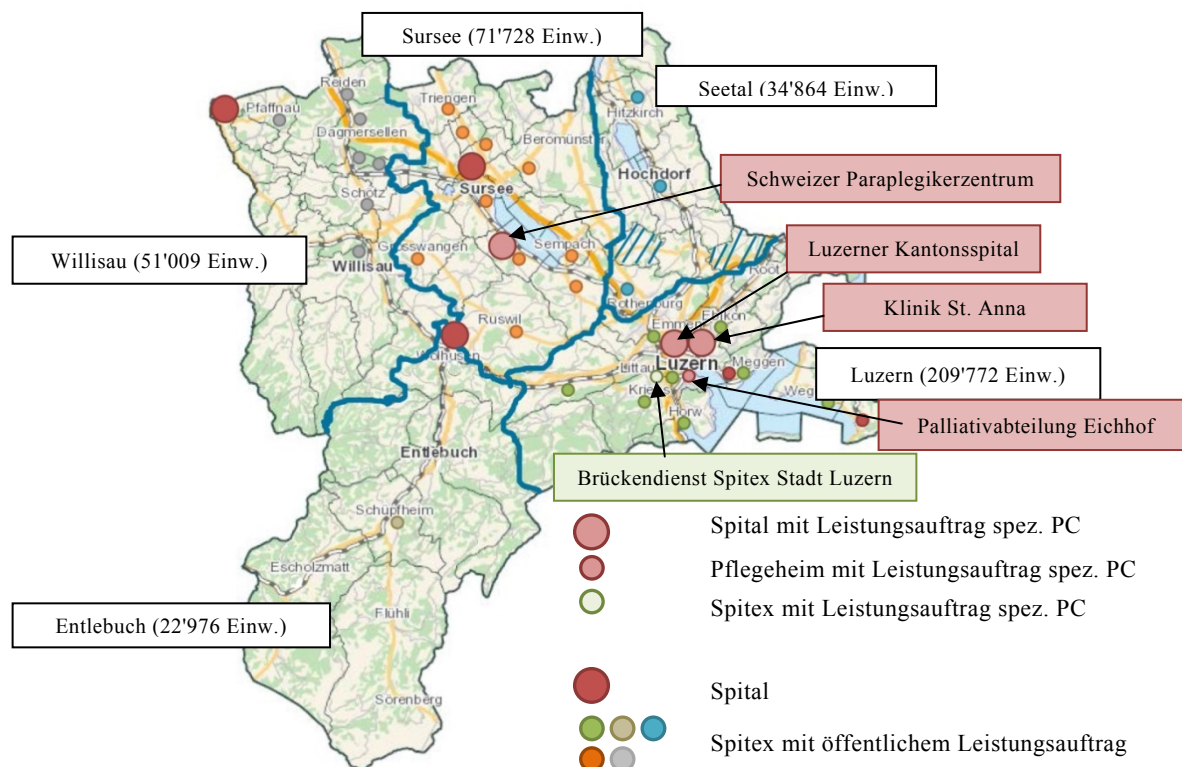 Sursee (71'728 Einw.)
Seetal (34'864 Einw.)
Reiden
Pfaffnau
Triengen
Hitzkirch
Dagmersellen
Beromünster
Sursee
Hochdorf
Schweizer Paraplegikerzentrum
Schötz
Willisau (51'009 Einw.)
Grosswangen
Sempach
Willisau
Luzerner Kantonsspital
Root
Rothenburg
Klinik St. Anna
Ruswil
Emmen
Ebikon
Wolhusen
Littau
Luzern
Meggen
Luzern (209'772 Einw.)
Kriens
Weg
Horw
Palliativabteilung Eichhof
Entlebuch
Brückendienst Spitex Stadt Luzern
Schüpfheim
Spital mit Leistungsauftrag spez. PC
Escholzmatt
Pflegeheim mit Leistungsauftrag spez. PC
Flühli
Spitex mit Leistungsauftrag spez. PC
Entlebuch (22'976 Einw.)
Sörenberg
Spital
Spitex mit öffentlichem Leistungsauftrag